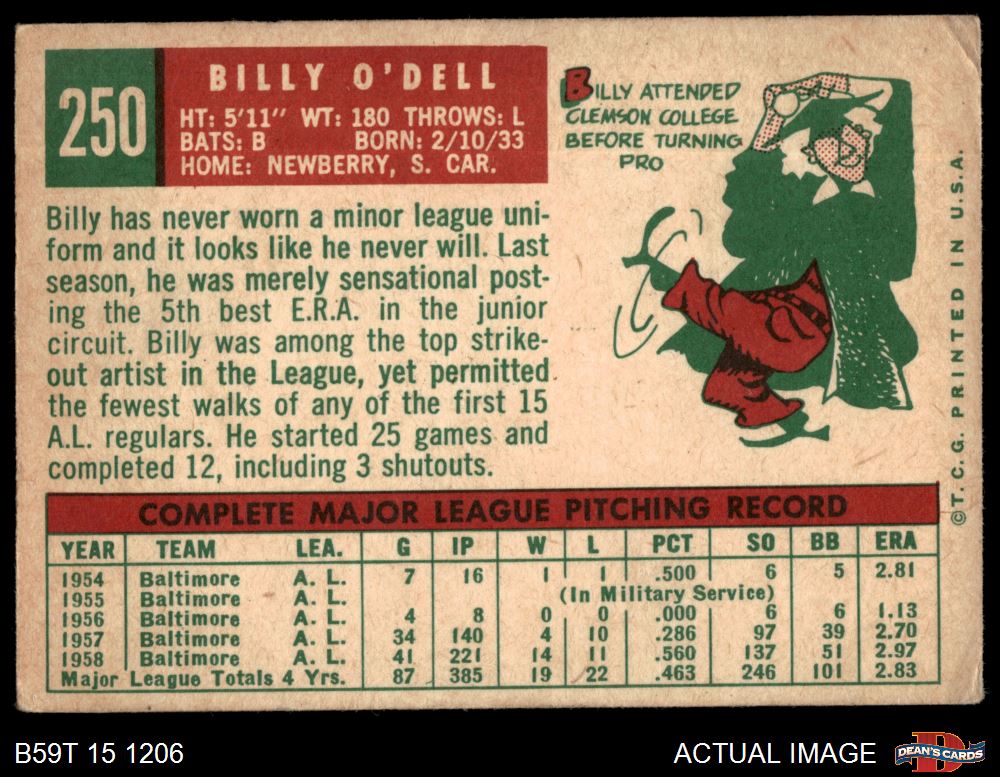 250
BILLY O'DELL
HT: 5'11" WT: 180 THROWS: L
BATS: B BORN: 2/10/33
HOME: NEWBERRY, S. CAR.
BILLY ATTENDED
CLEMSON COLLEGE
BEFORE TURNING
PRO
Billy has never worn a minor league uni-
form and it looks like he never will. Last
season, he was merely sensational post-
ing the 5th best E.R.A. in the junior
circuit. Billy was among the top strike-
out artist in the League, yet permitted
the fewest walks of any of the first 15
A.L. regulars. He started 25 games and
completed 12, including 3 shutouts.
©T.C.G. PRINTED IN U.S.A.
COMPLETE MAJOR LEAGUE PITCHING RECORD
YEAR TEAM LEA. G IP W L PCT SO BB ERA
1954 Baltimore A. L. 7 16 1 1 .500 6 5 2.81
1955 Baltimore A. L. (In Military Service)
1956 Baltimore A. L. 4 8 0 0 .000 6 6 1.13
1957 Baltimore A. L. 34 140 4 10 .286 97 39 2.70
1958 Baltimore A. L. 41 221 14 11 .560 137 51 2.97
Major League Totals 4 Yrs. 87 385 19 22 .463 246 101 2.83
B59T 15 1206
ACTUAL IMAGE
D
DEAN'S CARDS